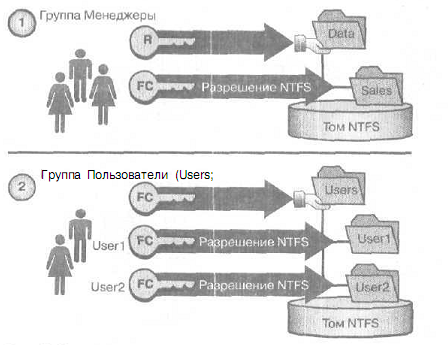 1 Группа Менеджеры
R
Data
FC Разрешение NTFS
Sales
Том NTFS
2 Группа Пользователи (Users;
FC
Users
User1 FC Разрешение NTFS User1
User2 FC Разрешение NTFS User2
Том NTFS